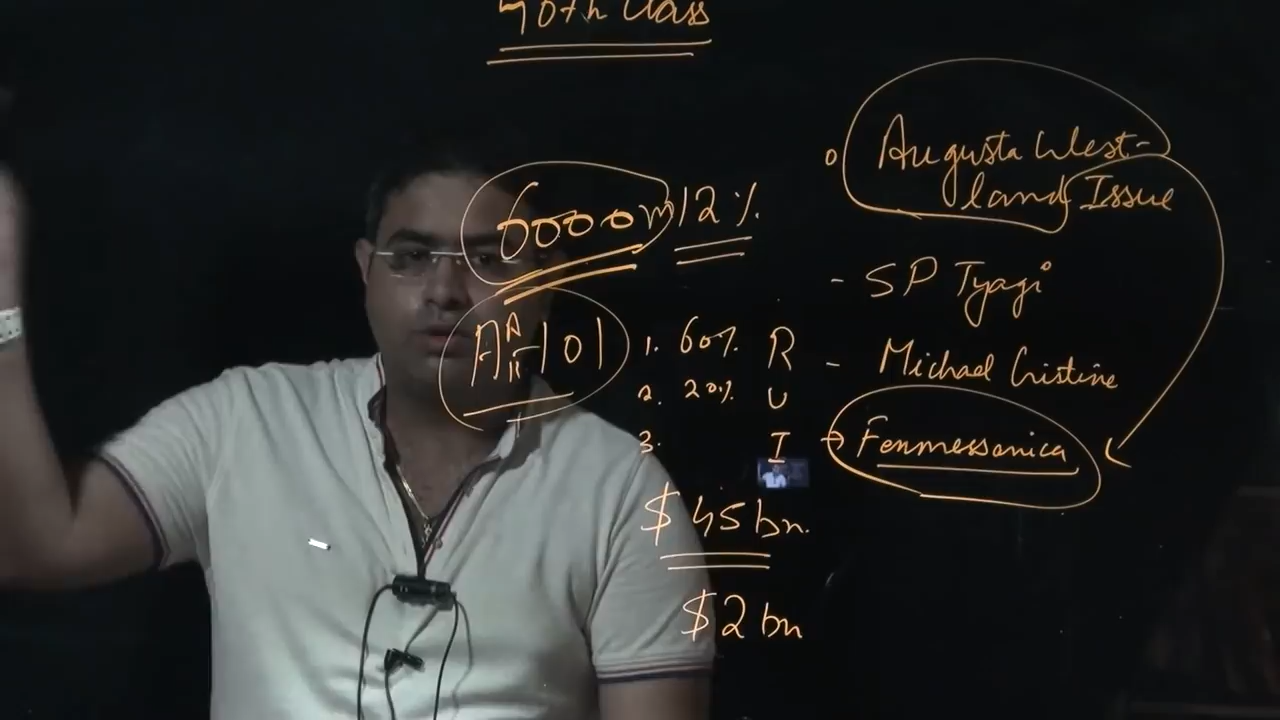 40th Class
6000m 12%
AA-101
1. 60% R
2. 20% U
3. I
$45bn.
$2bn
Augusta West-
land Issue
- SP Tyagi
- Michael Cristine
→ Fenmessanica